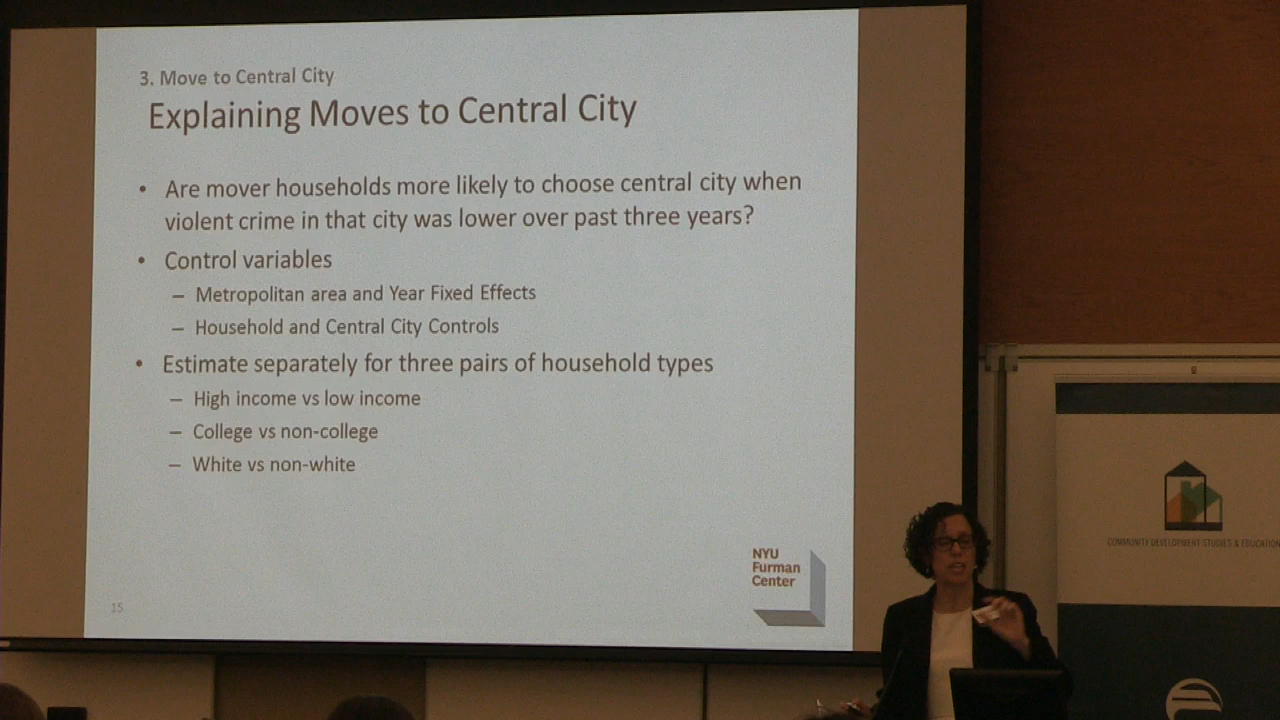 3. Move to Central City
Explaining Moves to Central City
• Are mover households more likely to choose central city when
violent crime in that city was lower over past three years?
• Control variables
– Metropolitan area and Year Fixed Effects
– Household and Central City Controls
• Estimate separately for three pairs of household types
– High income vs low income
– College vs non-college
– White vs non-white
NYU
Furman
Center
15
COMMUNITY DEVELOPMENT STUDIES & EDUCATION